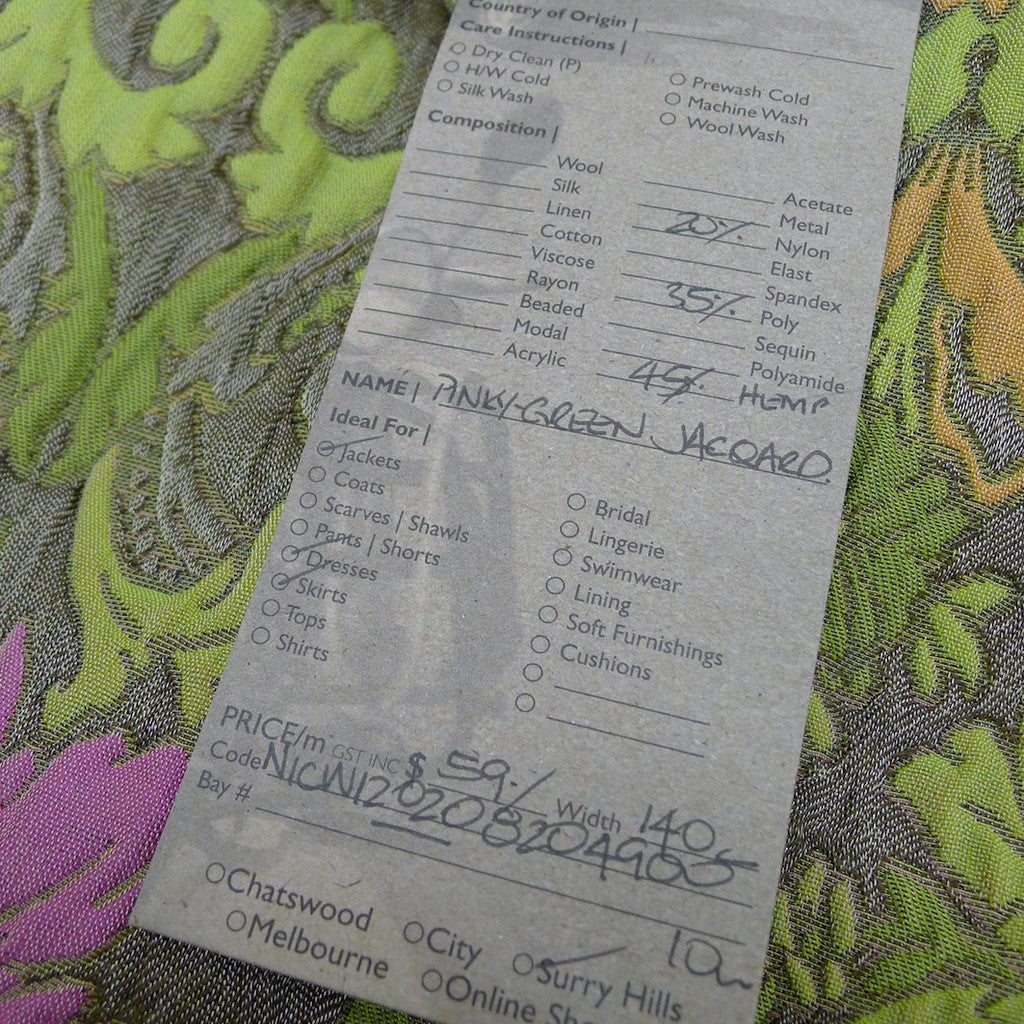 Country of Origin |
Care Instructions |
Dry Clean (P)
H/W Cold
Silk Wash
Prewash Cold
Machine Wash
Wool Wash
Composition |
Wool
Silk
Linen
Cotton
Viscose
Rayon
Beaded
Modal
Acrylic
Acetate
Metal
20% Nylon
Elast
Spandex
35% Poly
Sequin
Polyamide
45% HEMP
NAME | PINKY-GREEN JACQARD.
Ideal For |
Jackets
Coats
Scarves | Shawls
Pants | Shorts
Dresses
Skirts
Tops
Shirts
Bridal
Lingerie
Swimwear
Lining
Soft Furnishings
Cushions
PRICE/m GST INC $ 59./ Width 140
Code
Bay #
10m
Chatswood
City
Surry Hills
Melbourne
Online